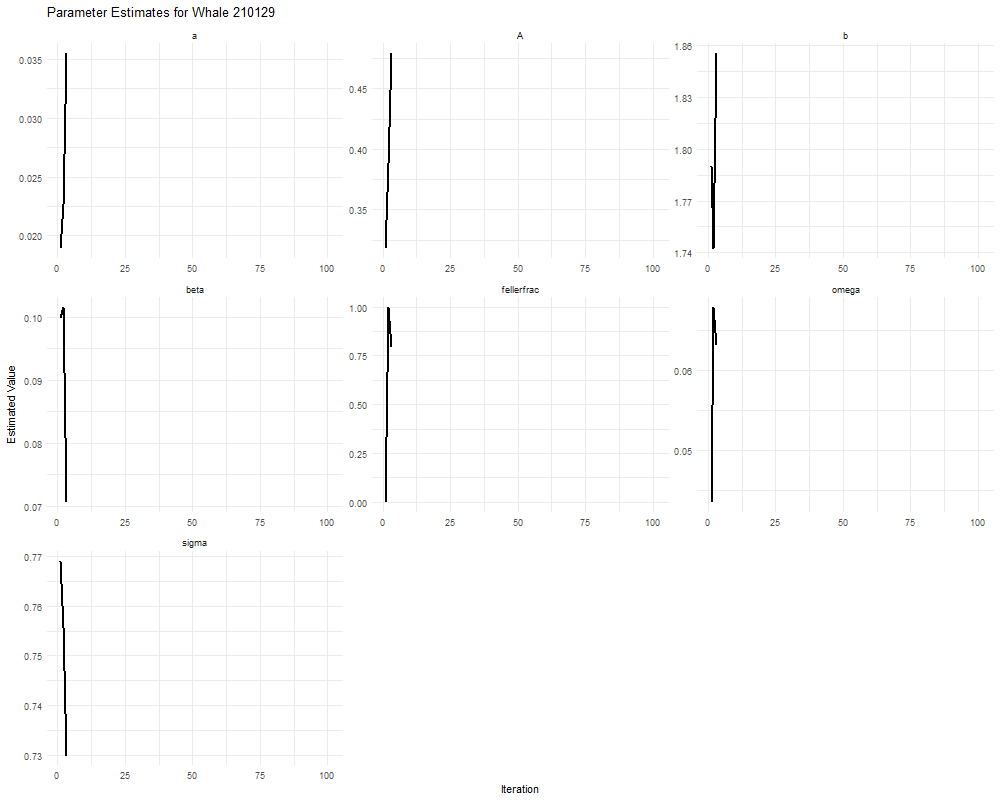 Parameter Estimates for Whale 210129
a
A
b
0.035
0.030
0.025
0.020
0 25 50 75 100
0.45
0.40
0.35
0 25 50 75 100
1.86
1.83
1.80
1.77
1.74
0 25 50 75 100
beta
fellerfrac
omega
0.10
0.09
0.08
0.07
0 25 50 75 100
1.00
0.75
0.50
0.25
0.00
0 25 50 75 100
0.06
0.05
0 25 50 75 100
Estimated Value
sigma
0.77
0.76
0.75
0.74
0.73
0 25 50 75 100
Iteration